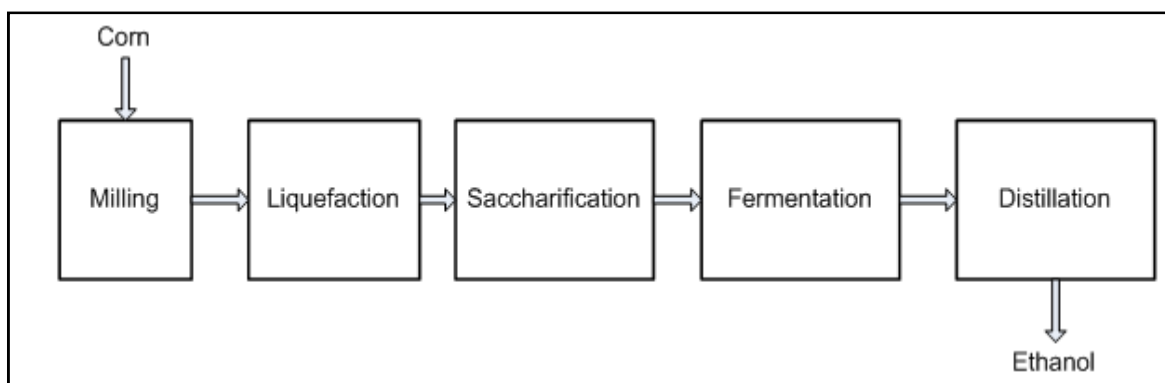 Corn
Milling
Liquefaction
Saccharification
Fermentation
Distillation
Ethanol